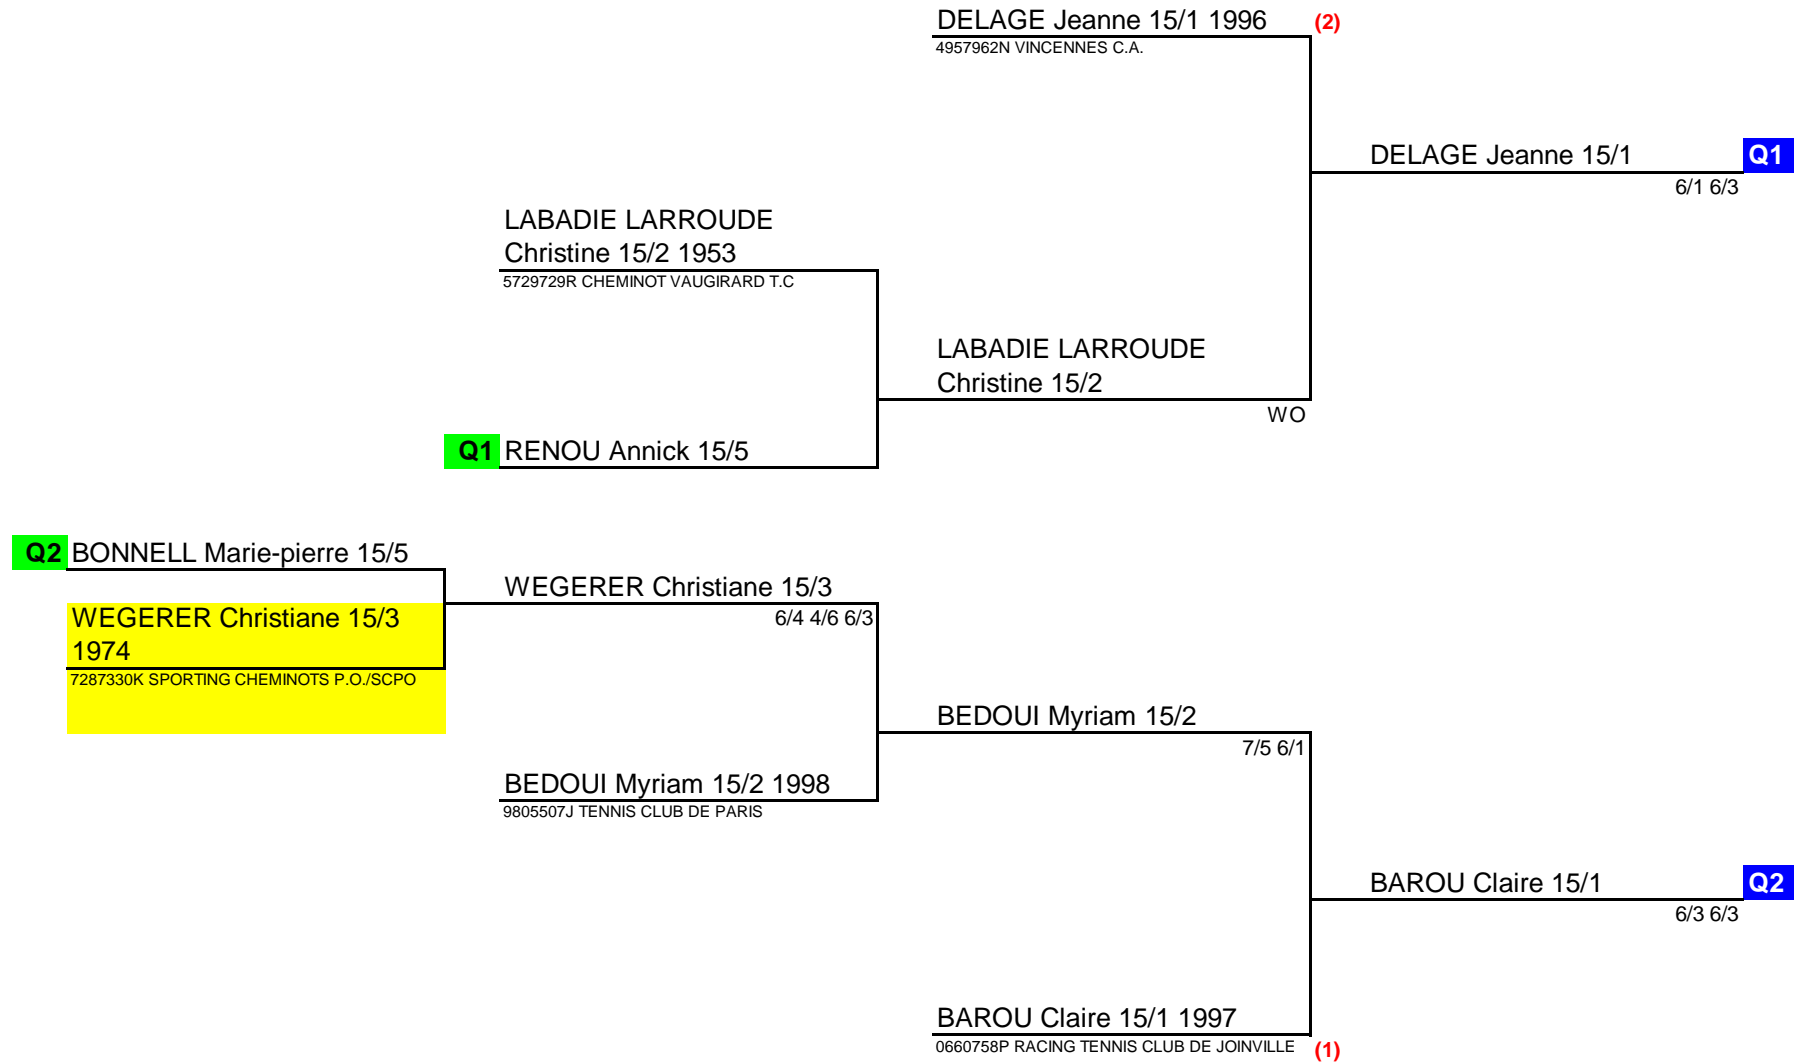 DELAGE Jeanne 15/1 1996 (2)
4957962N VINCENNES C.A.
DELAGE Jeanne 15/1 Q1
6/1 6/3
LABADIE LARROUDE
Christine 15/2 1953
5729729R CHEMINOT VAUGIRARD T.C
LABADIE LARROUDE
Christine 15/2
WO
Q1 RENOU Annick 15/5
Q2 BONNELL Marie-pierre 15/5
WEGERER Christiane 15/3
6/4 4/6 6/3
WEGERER Christiane 15/3
1974
7287330K SPORTING CHEMINOTS P.O./SCPO
BEDOUI Myriam 15/2
7/5 6/1
BEDOUI Myriam 15/2 1998
9805507J TENNIS CLUB DE PARIS
BAROU Claire 15/1 Q2
6/3 6/3
BAROU Claire 15/1 1997
0660758P RACING TENNIS CLUB DE JOINVILLE (1)